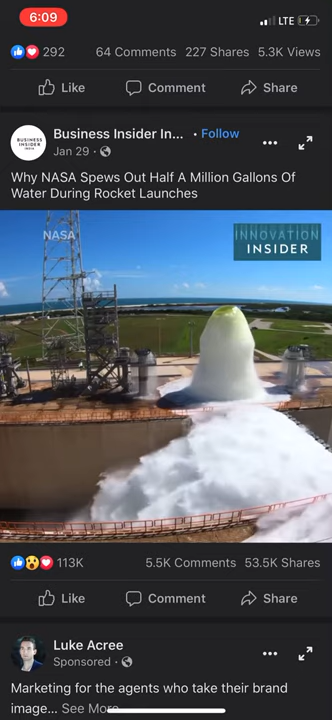 6:09
LTE
292
64 Comments 227 Shares 5.3K Views
Like Comment Share
BUSINESS
INSIDER
INDIA
Business Insider In... • Follow
Jan 29 •
Why NASA Spews Out Half A Million Gallons Of
Water During Rocket Launches
NASA
INNOVATION
INSIDER
113K
5.5K Comments 53.5K Shares
Like Comment Share
Luke Acree
Sponsored •
Marketing for the agents who take their brand
image... See More